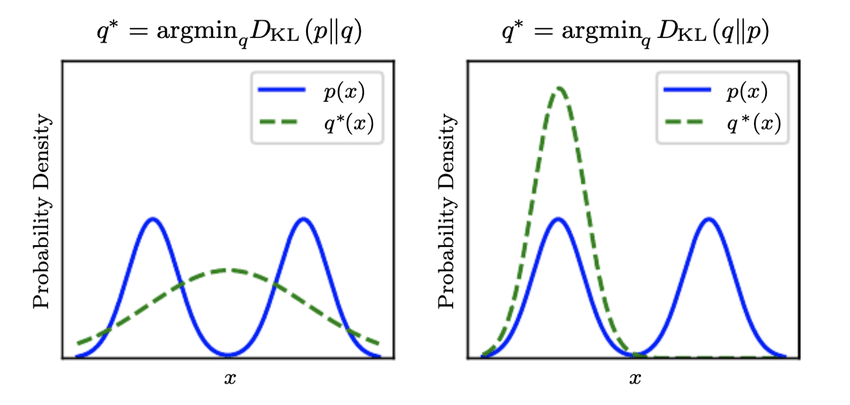 q* = argmin_q D_KL (p‖q)
p(x)
q*(x)
Probability Density
x
q* = argmin_q D_KL (q‖p)
p(x)
q*(x)
Probability Density
x